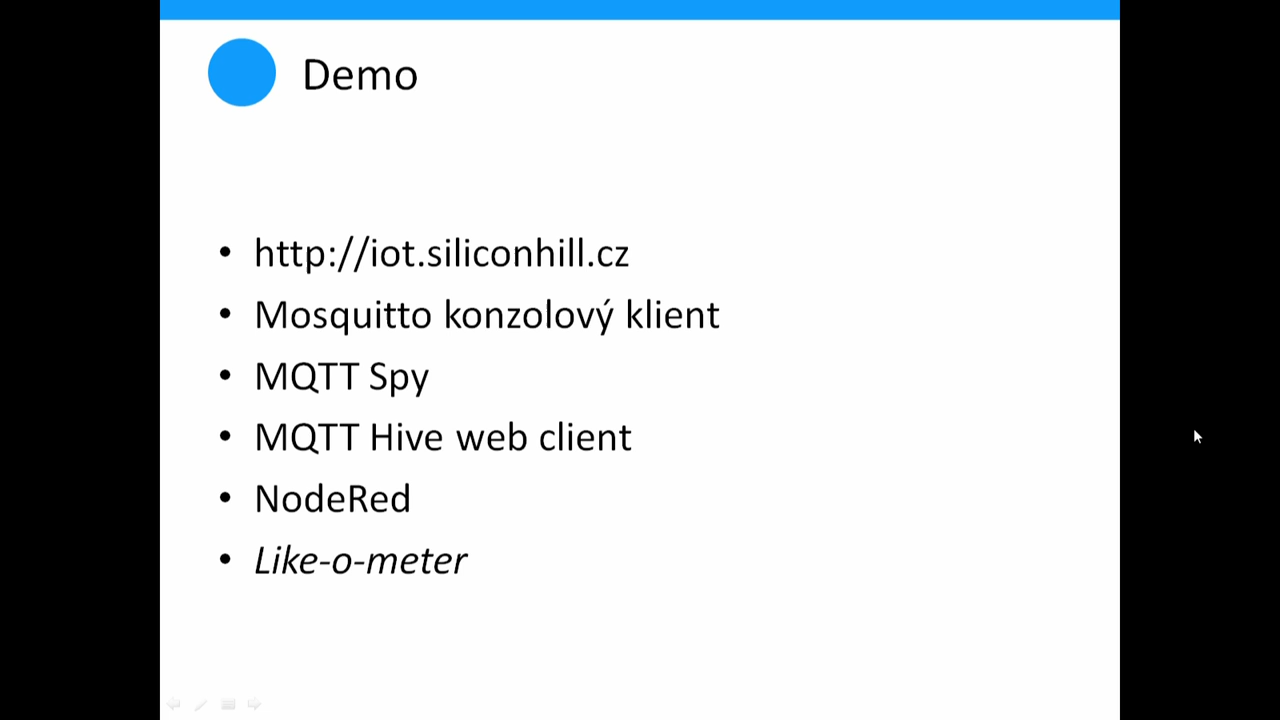 Demo
http://iot.siliconhill.cz
Mosquitto konzolový klient
MQTT Spy
MQTT Hive web client
NodeRed
Like-o-meter